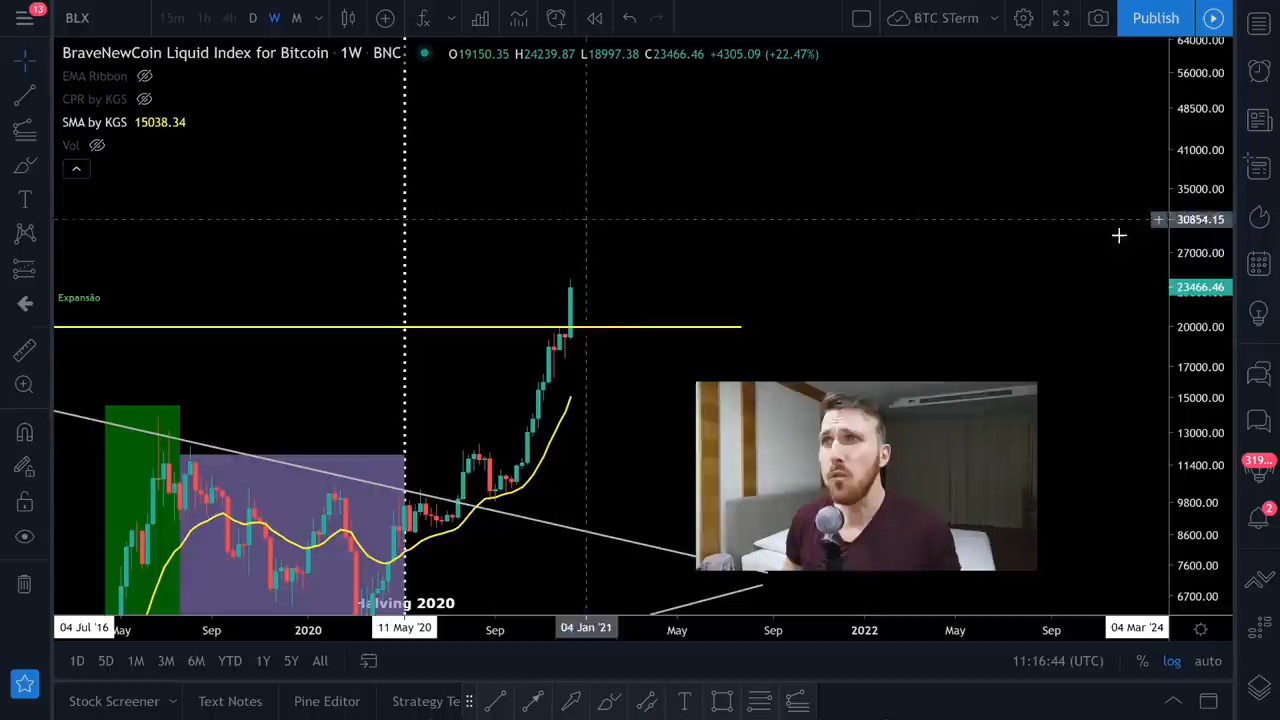 13
BLX
15m 1h 4h D W M
BTC STerm
Publish
BraveNewCoin Liquid Index for Bitcoin · 1W · BNC
O19150.35 H24239.87 L18997.38 C23466.46 +4305.09 (+22.47%)
EMA Ribbon
CPR by KGS
SMA by KGS 15038.34
Vol
64000.00
56000.00
48500.00
41000.00
35000.00
30854.15
27000.00
23466.46
20000.00
17000.00
15000.00
13000.00
11400.00
9800.00
8600.00
7600.00
6700.00
Expansão
Halving 2020
319...
2
04 Jul '16 May Sep 2020 11 May '20 Sep 04 Jan '21 May Sep 2022 May Sep 04 Mar '24
1D 5D 1M 3M 6M YTD 1Y 5Y All
11:16:44 (UTC) % log auto
Stock Screener Text Notes Pine Editor Strategy Te